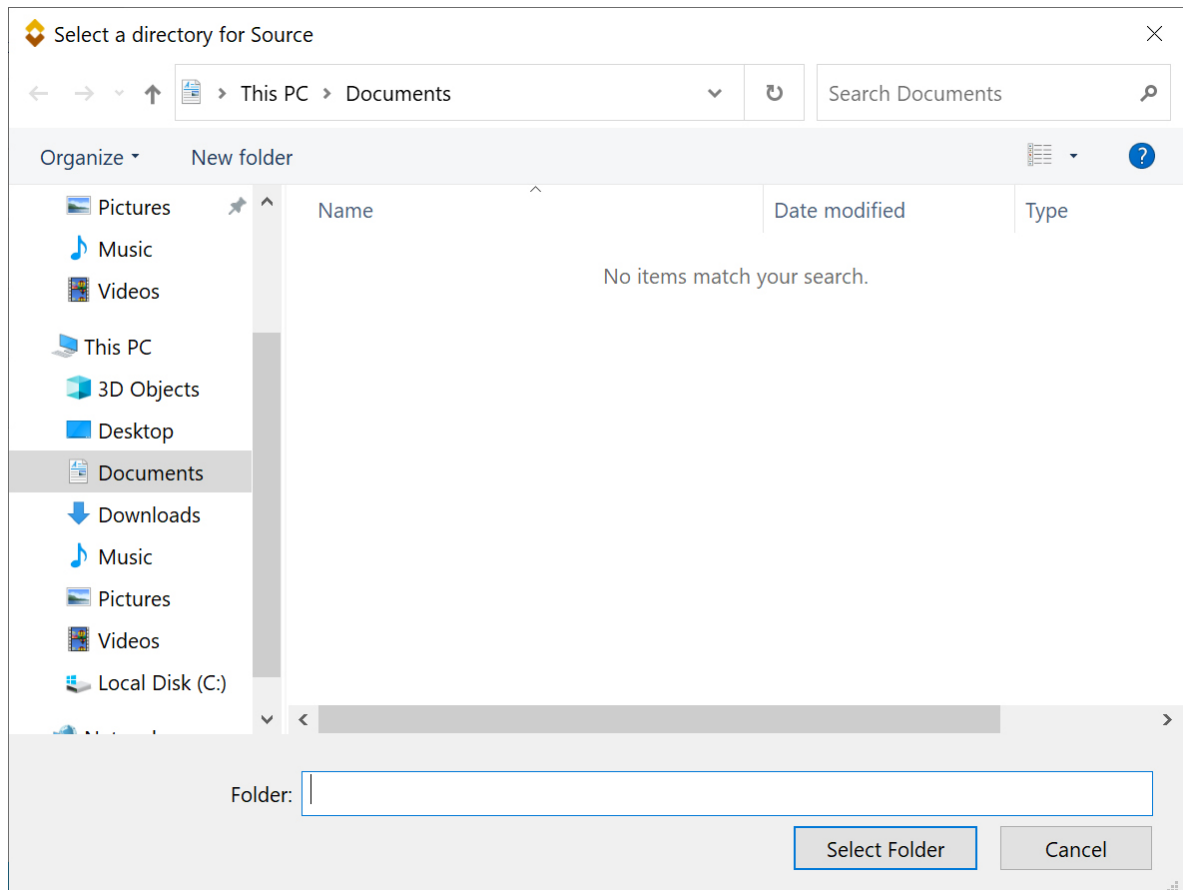 Select a directory for Source
This PC > Documents
Search Documents
Organize
New folder
?
Pictures
Music
Videos
This PC
3D Objects
Desktop
Documents
Downloads
Music
Pictures
Videos
Local Disk (C:)
Name
Date modified
Type
No items match your search.
Folder:
Select Folder
Cancel